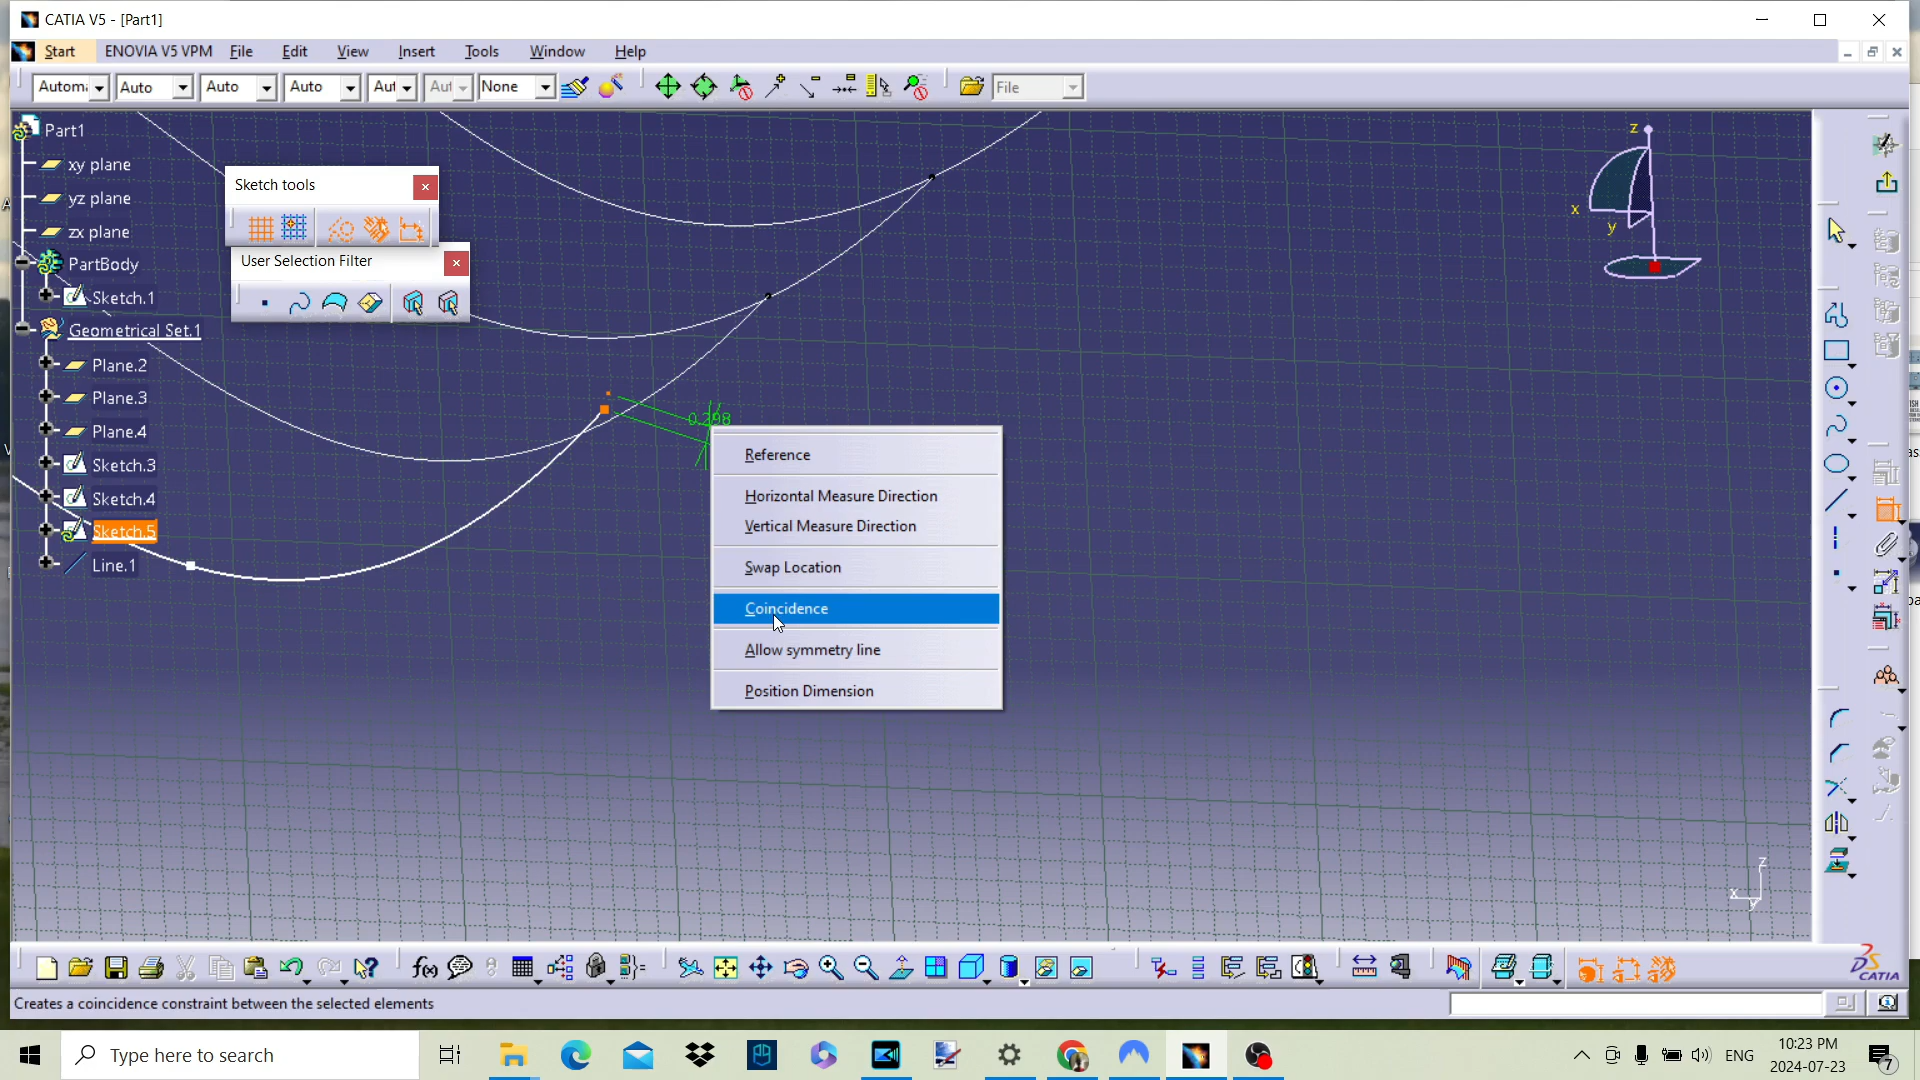 CATIA V5 - [Part1]
Start ENOVIA V5 VPM File Edit View Insert Tools Window Help
Auto Auto Auto None File
Part1
xy plane
yz plane
zx plane
PartBody
Sketch.1
Geometrical Set.1
Plane.2
Plane.3
Plane.4
Sketch.3
Sketch.4
Sketch.5
Line.1
Sketch tools
User Selection Filter
0.298
Reference
Horizontal Measure Direction
Vertical Measure Direction
Swap Location
Coincidence
Allow symmetry line
Position Dimension
z
x
y
z
x
y
f(x)
CATIA
Creates a coincidence constraint between the selected elements
Type here to search
ENG
10:23 PM
2024-07-23
7